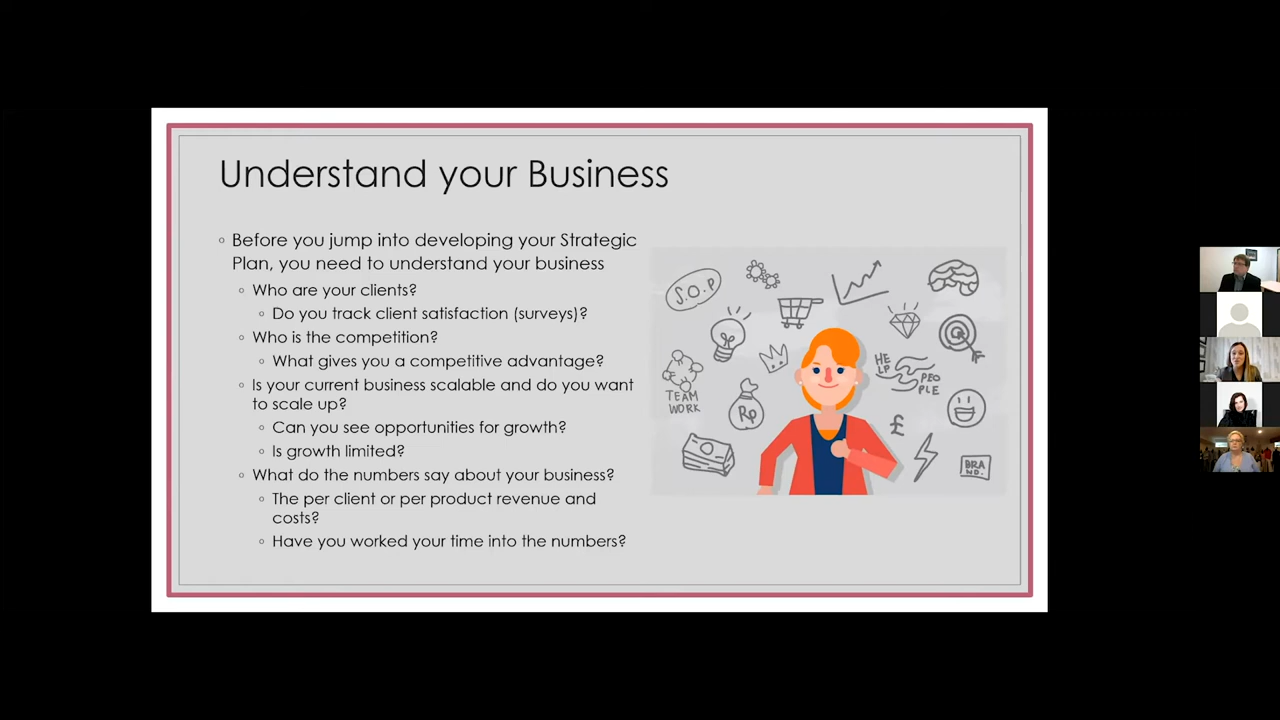 Understand your Business
◦ Before you jump into developing your Strategic
Plan, you need to understand your business
◦ Who are your clients?
◦ Do you track client satisfaction (surveys)?
◦ Who is the competition?
◦ What gives you a competitive advantage?
◦ Is your current business scalable and do you want
to scale up?
◦ Can you see opportunities for growth?
◦ Is growth limited?
◦ What do the numbers say about your business?
◦ The per client or per product revenue and
costs?
◦ Have you worked your time into the numbers?
S.O.P
HE
LP
PEO
PLE
TEAM
WORK
Rp
£
BRA
ND.